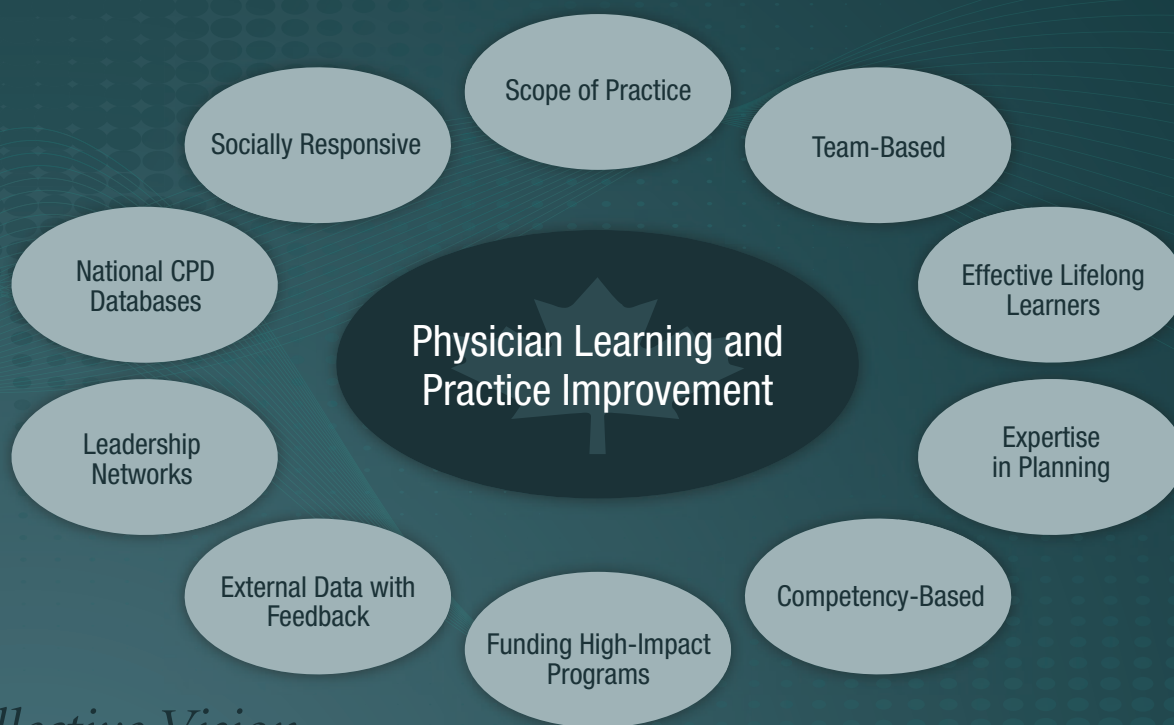 Scope of Practice
Socially Responsive
Team-Based
National CPD
Databases
Effective Lifelong
Learners
Physician Learning and
Practice Improvement
Leadership
Networks
Expertise
in Planning
External Data with
Feedback
Competency-Based
Funding High-Impact
Programs
Vision